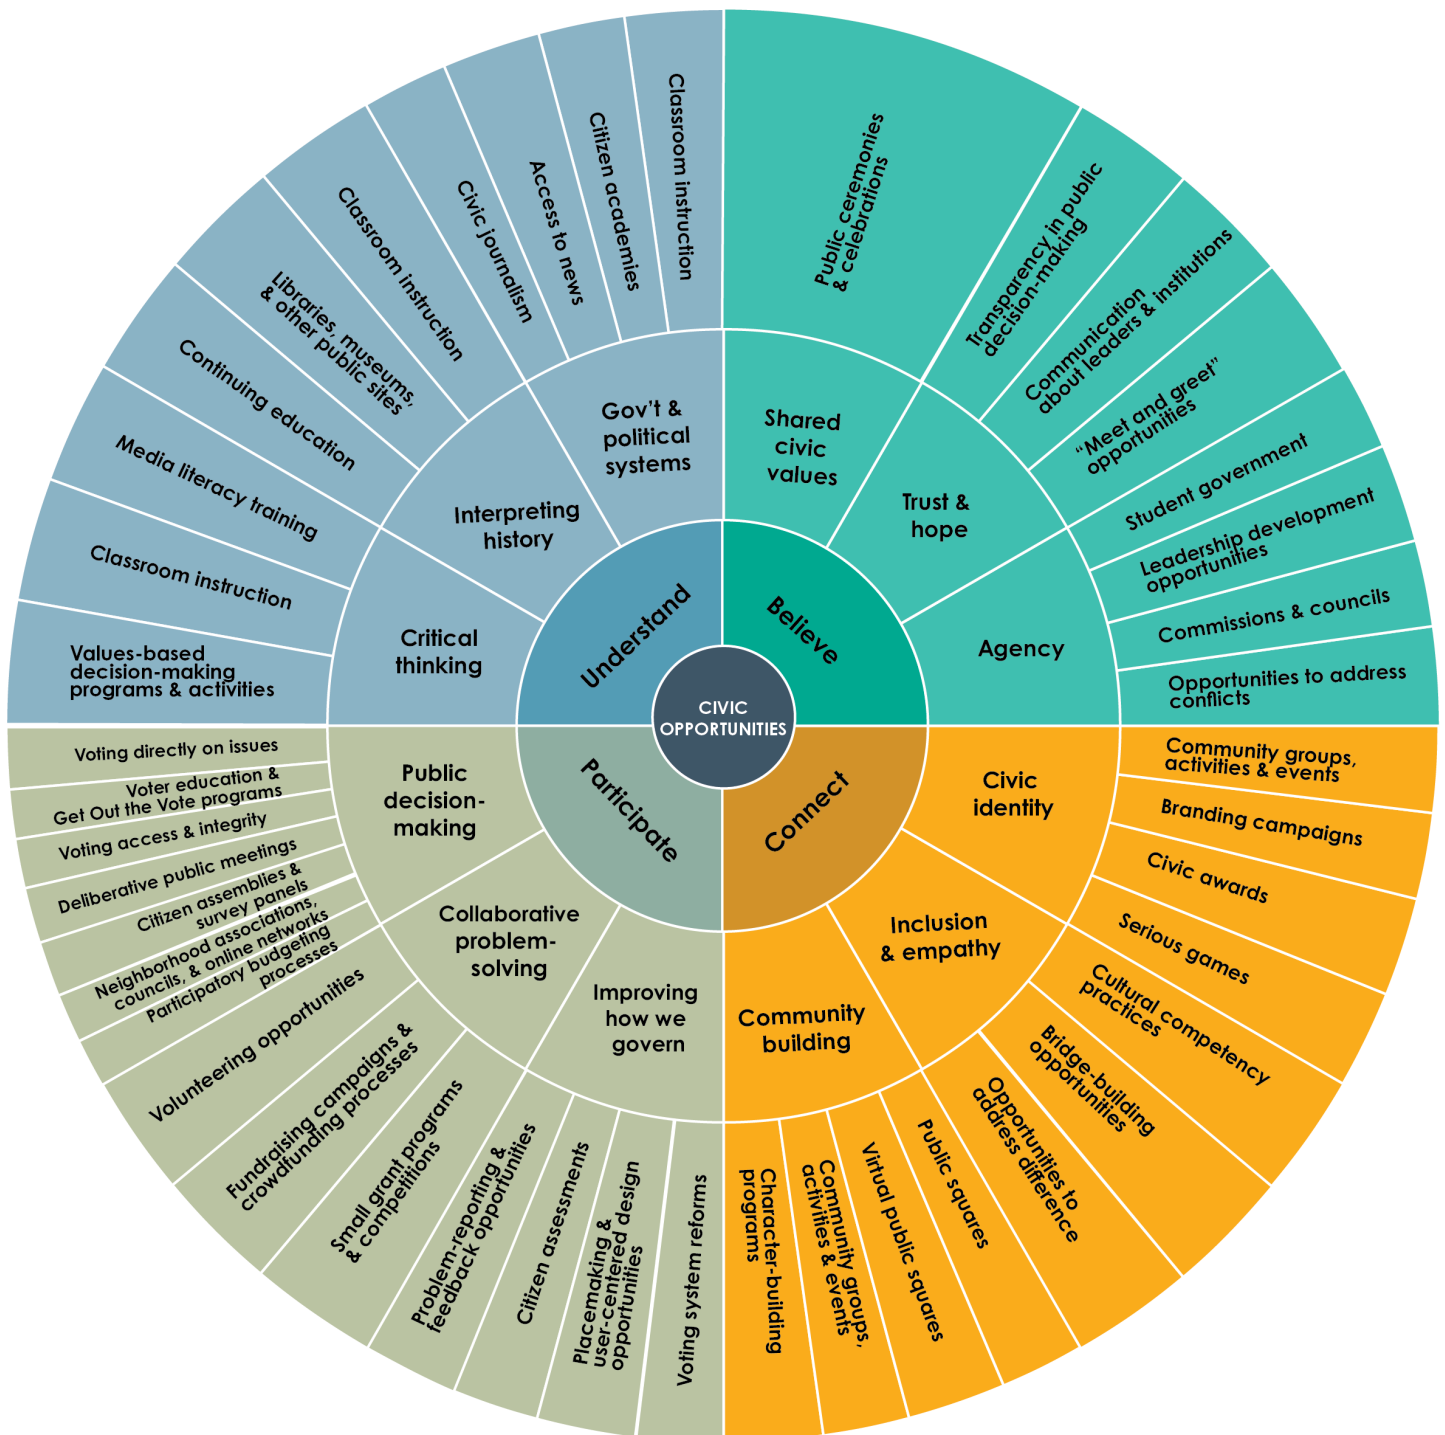 CIVIC
OPPORTUNITIES
Understand
Believe
Connect
Participate
Gov't &
political
systems
Interpreting
history
Critical
thinking
Shared
civic
values
Trust &
hope
Agency
Civic
identity
Inclusion
& empathy
Community
building
Improving
how we
govern
Collaborative
problem-
solving
Public
decision-
making
Public ceremonies
& celebrations
Transparency in public
decision-making
Communication
about leaders & institutions
“Meet and greet”
opportunities
Student government
Leadership development
opportunities
Commissions & councils
Opportunities to address
conflicts
Community groups,
activities & events
Branding campaigns
Civic awards
Serious games
Cultural competency
practices
Bridge-building
opportunities
Opportunities to
address difference
Public squares
Virtual public squares
Community groups,
activities & events
Character-building
programs
Voting system reforms
Placemaking &
user-centered design
opportunities
Citizen assessments
Problem-reporting &
feedback opportunities
Small grant programs
& competitions
Fundraising campaigns &
crowdfunding processes
Volunteering opportunities
Participatory budgeting
processes
Neighborhood associations,
councils, & online networks
Citizen assemblies &
survey panels
Deliberative public meetings
Voting access & integrity
Voter education &
Get Out the Vote programs
Voting directly on issues
Values-based
decision-making
programs & activities
Classroom instruction
Media literacy training
Continuing education
Libraries, museums,
& other public sites
Classroom instruction
Civic journalism
Access to news
Citizen academies
Classroom instruction